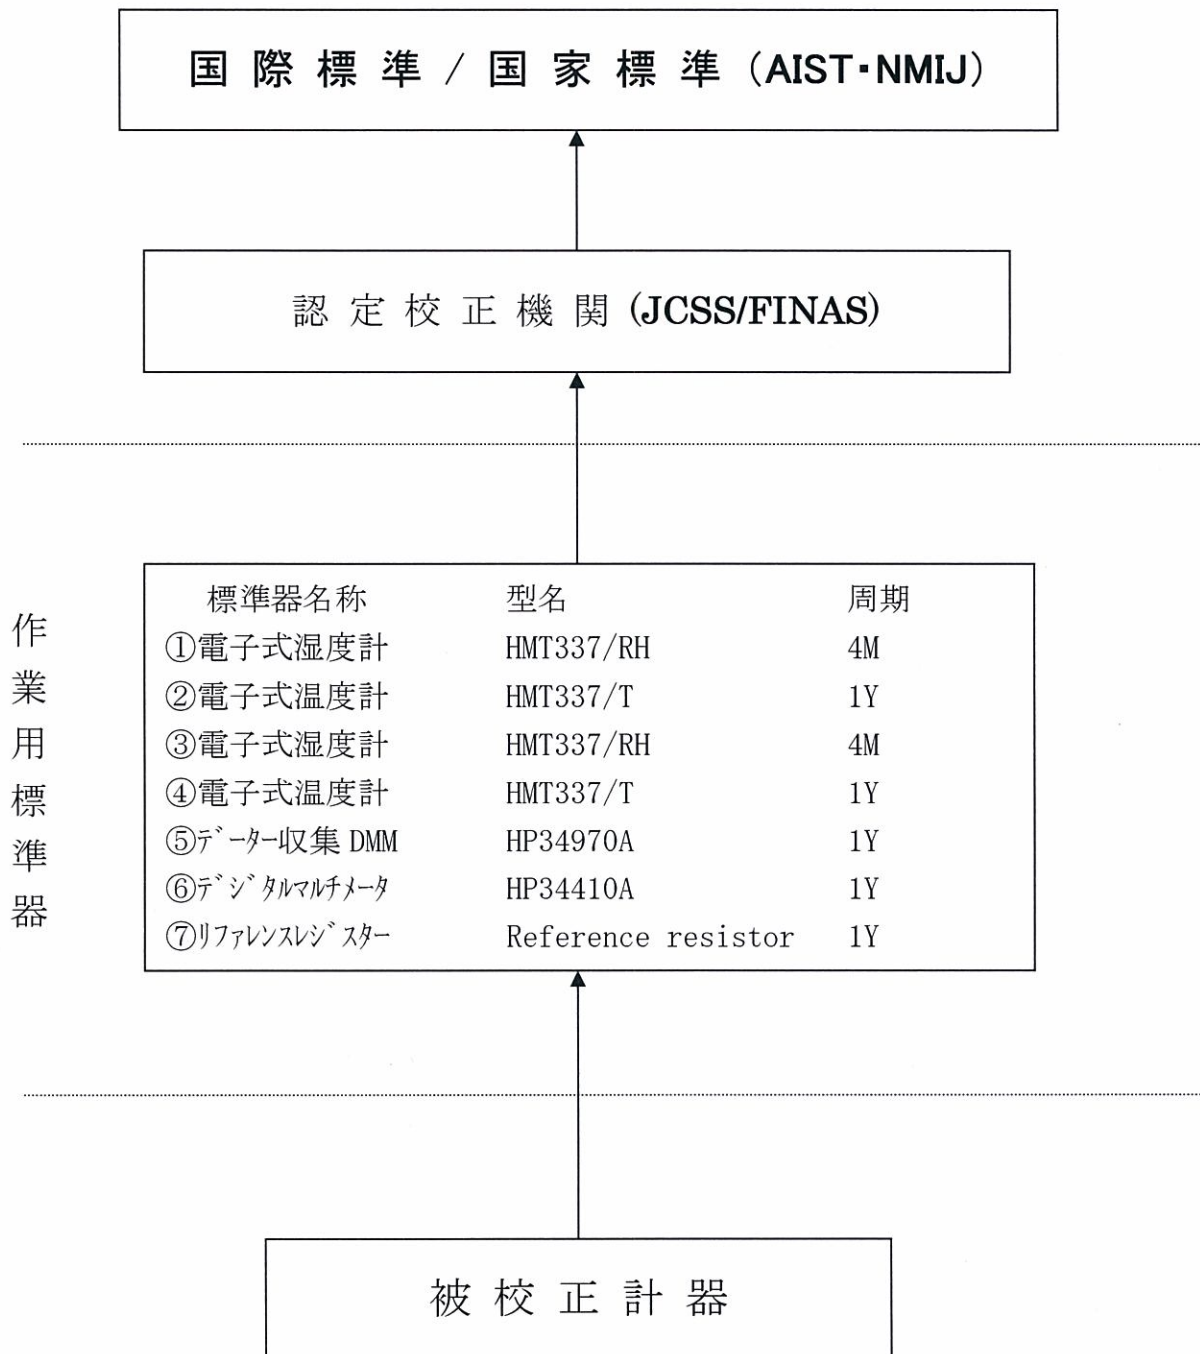 国際標準/国家標準(AIST・NMIJ)
認定校正機関(JCSS/FINAS)
作業用標準器
標準器名称 型名 周期
①電子式湿度計 HMT337/RH 4M
②電子式温度計 HMT337/T 1Y
③電子式湿度計 HMT337/RH 4M
④電子式温度計 HMT337/T 1Y
⑤ﾃﾞｰﾀｰ収集 DMM HP34970A 1Y
⑥ﾃﾞｼﾞﾀﾙﾏﾙﾁﾒｰﾀ HP34410A 1Y
⑦ﾘﾌｧﾚﾝｽﾚｼﾞｽﾀｰ Reference resistor 1Y
被校正計器